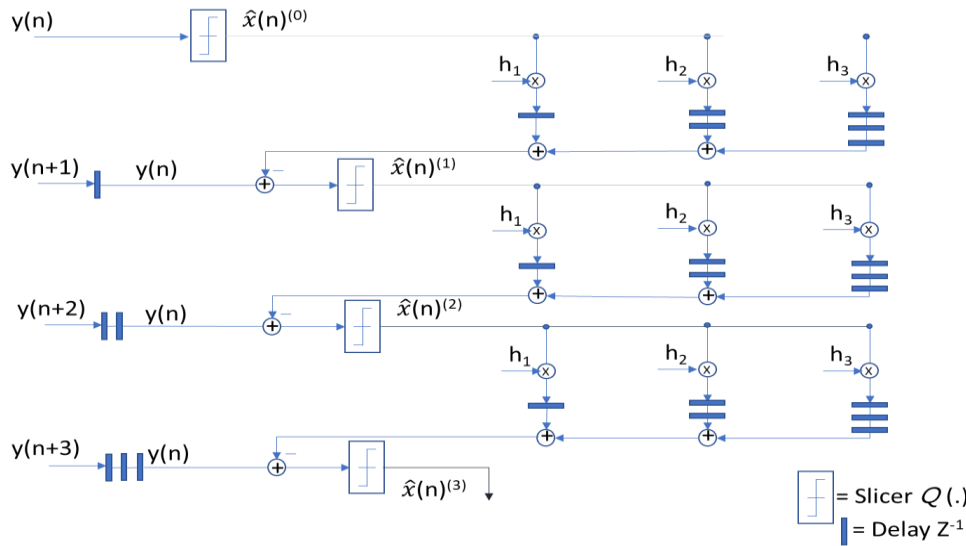 y(n)
x̂(n)⁽⁰⁾
h₁
h₂
h₃
x
x
x
+
+
y(n+1)
y(n)
+
−
x̂(n)⁽¹⁾
h₁
h₂
h₃
x
x
x
+
+
y(n+2)
y(n)
+
−
x̂(n)⁽²⁾
h₁
h₂
h₃
x
x
x
+
+
y(n+3)
y(n)
+
−
x̂(n)⁽³⁾
= Slicer Q (.)
= Delay Z⁻¹